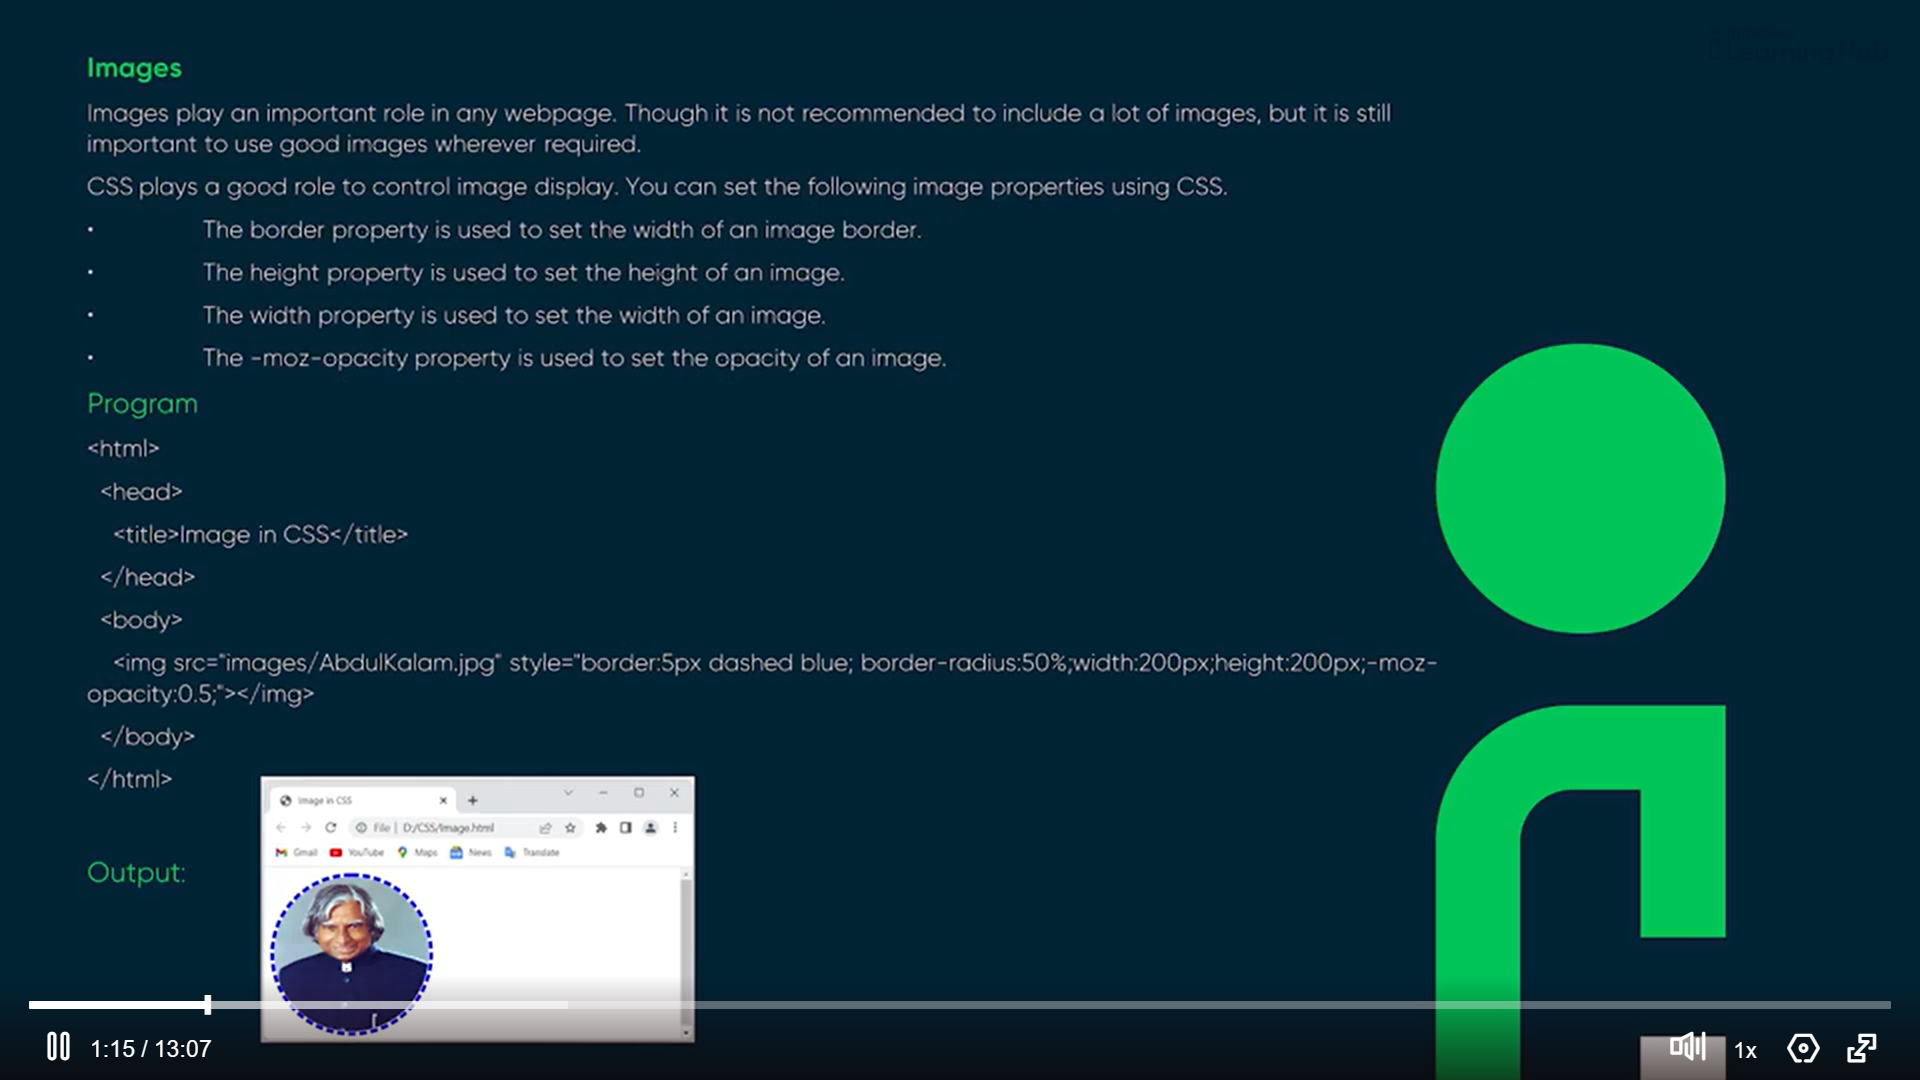 Images
Images play an important role in any webpage. Though it is not recommended to include a lot of images, but it is still
important to use good images wherever required.
CSS plays a good role to control image display. You can set the following image properties using CSS.
• The border property is used to set the width of an image border.
• The height property is used to set the height of an image.
• The width property is used to set the width of an image.
• The -moz-opacity property is used to set the opacity of an image.
Program
<html>
<head>
<title>Image in CSS</title>
</head>
<body>
<img src="images/AbdulKalam.jpg" style="border:5px dashed blue; border-radius:50%;width:200px;height:200px;-moz-
opacity:0.5;"></img>
</body>
</html>
Image in CSS
File | D:/CSS/Image.html
Gmail YouTube Maps News Translate
Output:
1:15 / 13:07
1x